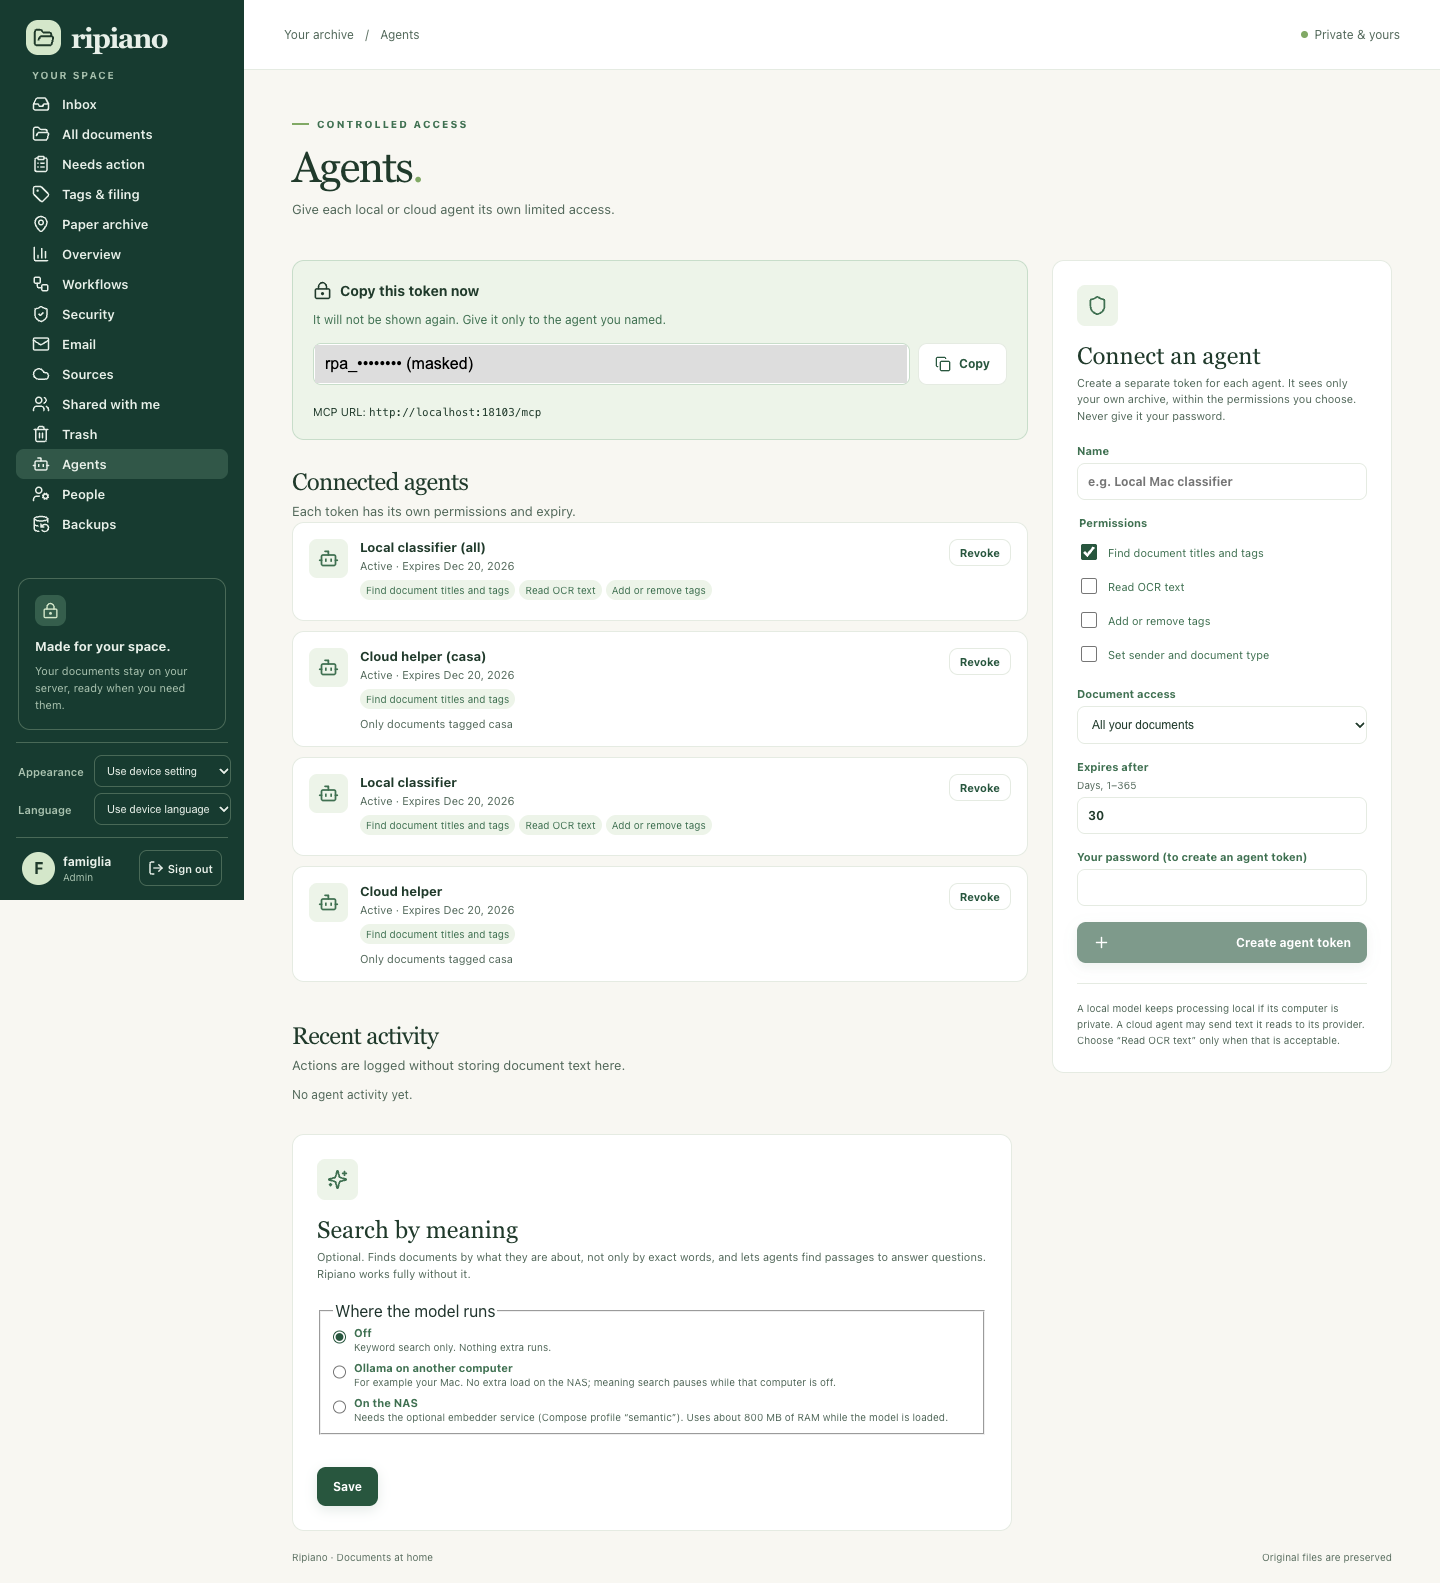 ripiano
YOUR SPACE
Inbox
All documents
Needs action
Tags & filing
Paper archive
Overview
Workflows
Security
Email
Sources
Shared with me
Trash
Agents
People
Backups
Made for your space.
Your documents stay on your
server, ready when you need
them.
Appearance
Use device setting
Language
Use device language
F
famiglia
Admin
Sign out
Your archive / Agents
Private & yours
CONTROLLED ACCESS
Agents.
Give each local or cloud agent its own limited access.
Copy this token now
It will not be shown again. Give it only to the agent you named.
rpa_•••••••• (masked)
Copy
MCP URL: http://localhost:18103/mcp
Connected agents
Each token has its own permissions and expiry.
Local classifier (all)
Active · Expires Dec 20, 2026
Find document titles and tags Read OCR text Add or remove tags
Revoke
Cloud helper (casa)
Active · Expires Dec 20, 2026
Find document titles and tags
Only documents tagged casa
Revoke
Local classifier
Active · Expires Dec 20, 2026
Find document titles and tags Read OCR text Add or remove tags
Revoke
Cloud helper
Active · Expires Dec 20, 2026
Find document titles and tags
Only documents tagged casa
Revoke
Recent activity
Actions are logged without storing document text here.
No agent activity yet.
Connect an agent
Create a separate token for each agent. It sees only
your own archive, within the permissions you choose.
Never give it your password.
Name
e.g. Local Mac classifier
Permissions
Find document titles and tags
Read OCR text
Add or remove tags
Set sender and document type
Document access
All your documents
Expires after
Days, 1–365
30
Your password (to create an agent token)
Create agent token
A local model keeps processing local if its computer is
private. A cloud agent may send text it reads to its provider.
Choose “Read OCR text” only when that is acceptable.
Search by meaning
Optional. Finds documents by what they are about, not only by exact words, and lets agents find passages to answer questions.
Ripiano works fully without it.
Where the model runs
Off
Keyword search only. Nothing extra runs.
Ollama on another computer
For example your Mac. No extra load on the NAS; meaning search pauses while that computer is off.
On the NAS
Needs the optional embedder service (Compose profile “semantic”). Uses about 800 MB of RAM while the model is loaded.
Save
Ripiano · Documents at home
Original files are preserved